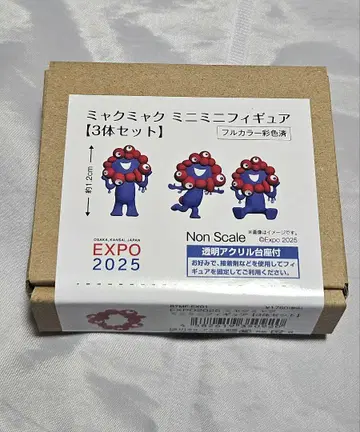 ミャクミャク ミニミニフィギュア
【3体セット】
フルカラー彩色済
約1.2cm
OSAKA, KANSAI, JAPAN
EXPO
2025
※画像はイメージです。
Non Scale ©Expo 2025
透明アクリル台座付
お好みで、接着剤などを使用してフィ
ギュアを固定してご利用ください。